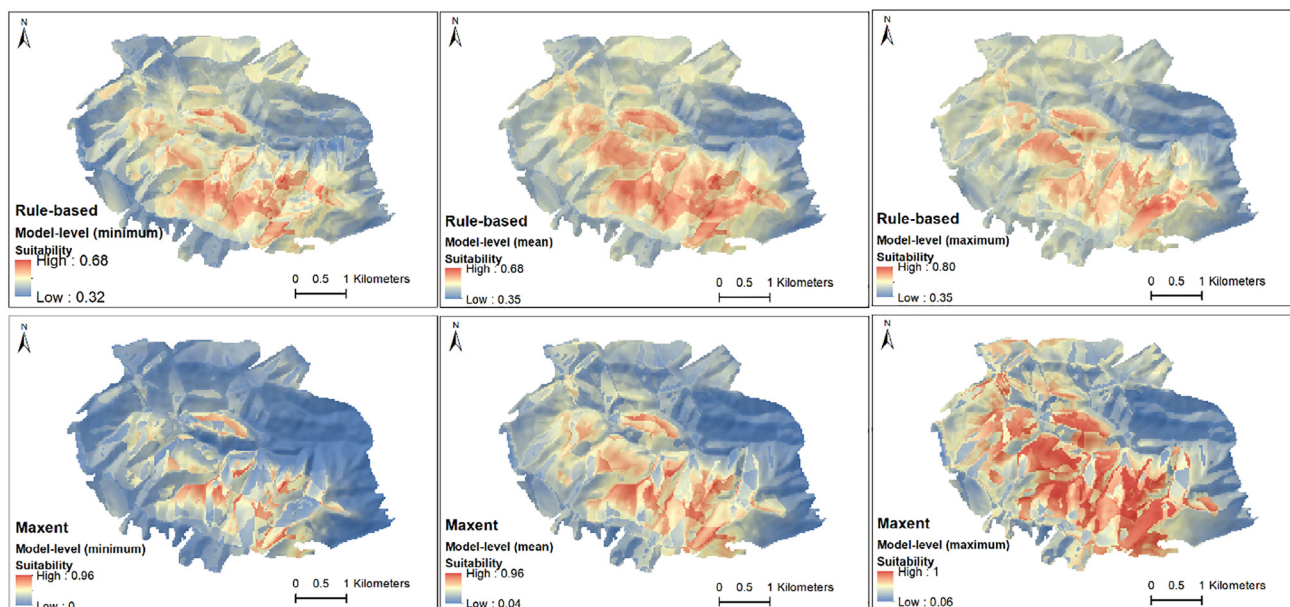 N
Rule-based
Model-level (minimum)
Suitability
High : 0.68
Low : 0.32
0 0.5 1 Kilometers
N
Rule-based
Model-level (mean)
Suitability
High : 0.68
Low : 0.35
0 0.5 1 Kilometers
N
Rule-based
Model-level (maximum)
Suitability
High : 0.80
Low : 0.35
0 0.5 1 Kilometers
N
Maxent
Model-level (minimum)
Suitability
High : 0.96
Low : 0
0 0.5 1 Kilometers
N
Maxent
Model-level (mean)
Suitability
High : 0.96
Low : 0.04
0 0.5 1 Kilometers
N
Maxent
Model-level (maximum)
Suitability
High : 1
Low : 0.06
0 0.5 1 Kilometers